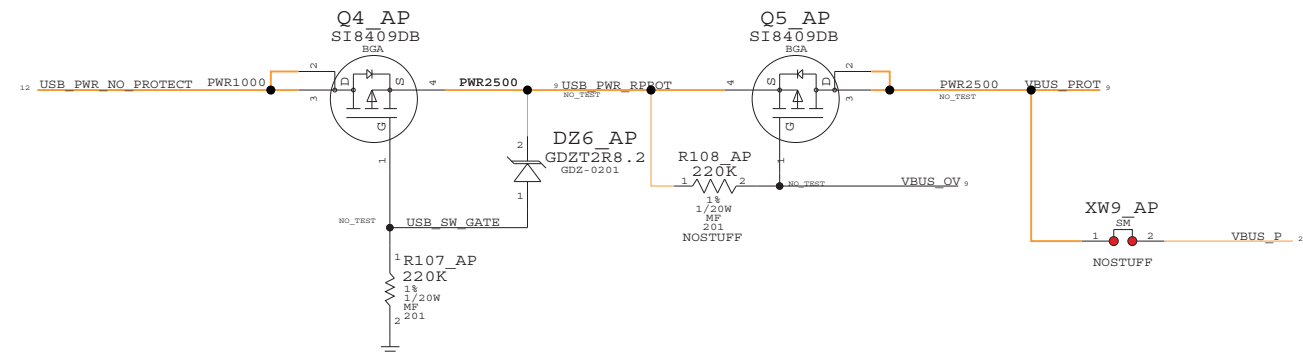 Q4_AP
SI8409DB
BGA
Q5_AP
SI8409DB
BGA
12 USB_PWR_NO_PROTECT PWR1000
2
3
D
S
G
4
1
PWR2500
9 USB_PWR_RPROT
NO_TEST
4
S
D
G
2
3
1
PWR2500
NO_TEST
VBUS_PROT 9
2
DZ6_AP
GDZT2R8.2
GDZ-0201
1
R108_AP
220K
1 2
1%
1/20W
MF
201
NOSTUFF
NO_TEST
VBUS_OV 9
NO_TEST
USB_SW_GATE
1 R107_AP
220K
1%
1/20W
MF
201
2
XW9_AP
SM
1 2
NOSTUFF
VBUS_P 2